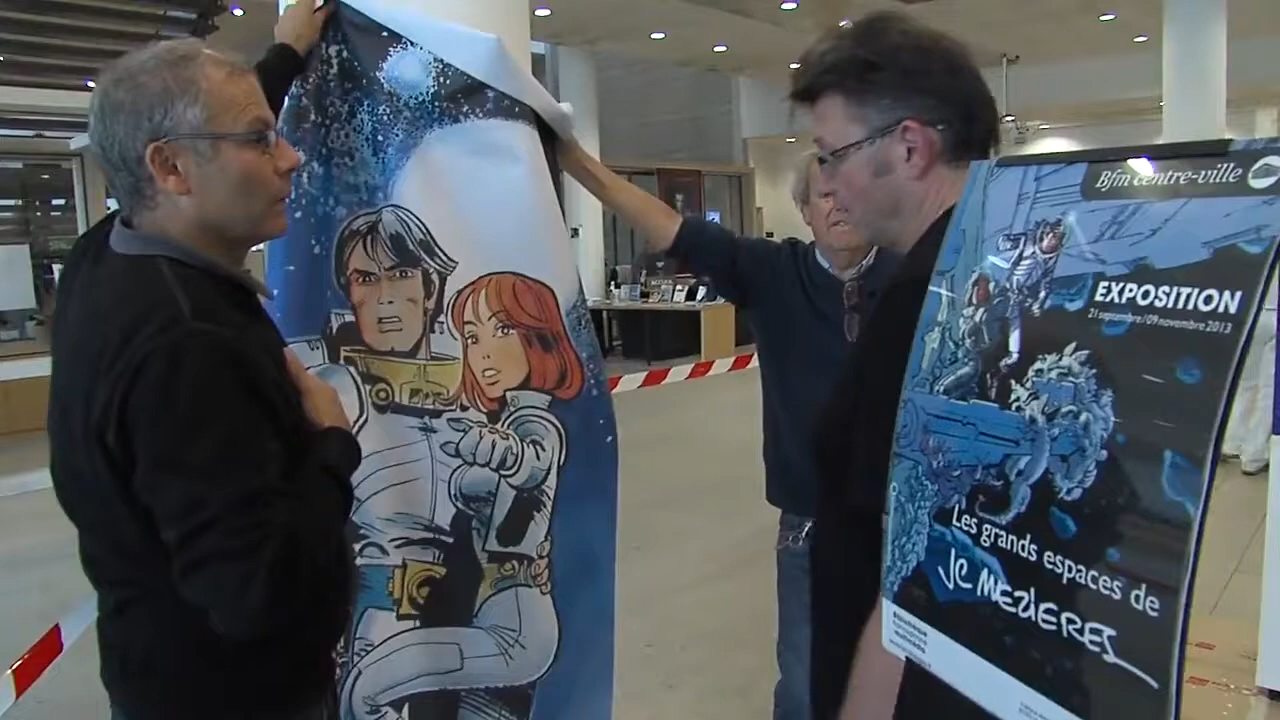 Bfm centre-ville
EXPOSITION
21 septembre/09 novembre 2013
Les grands espaces de
JC MEZIERES